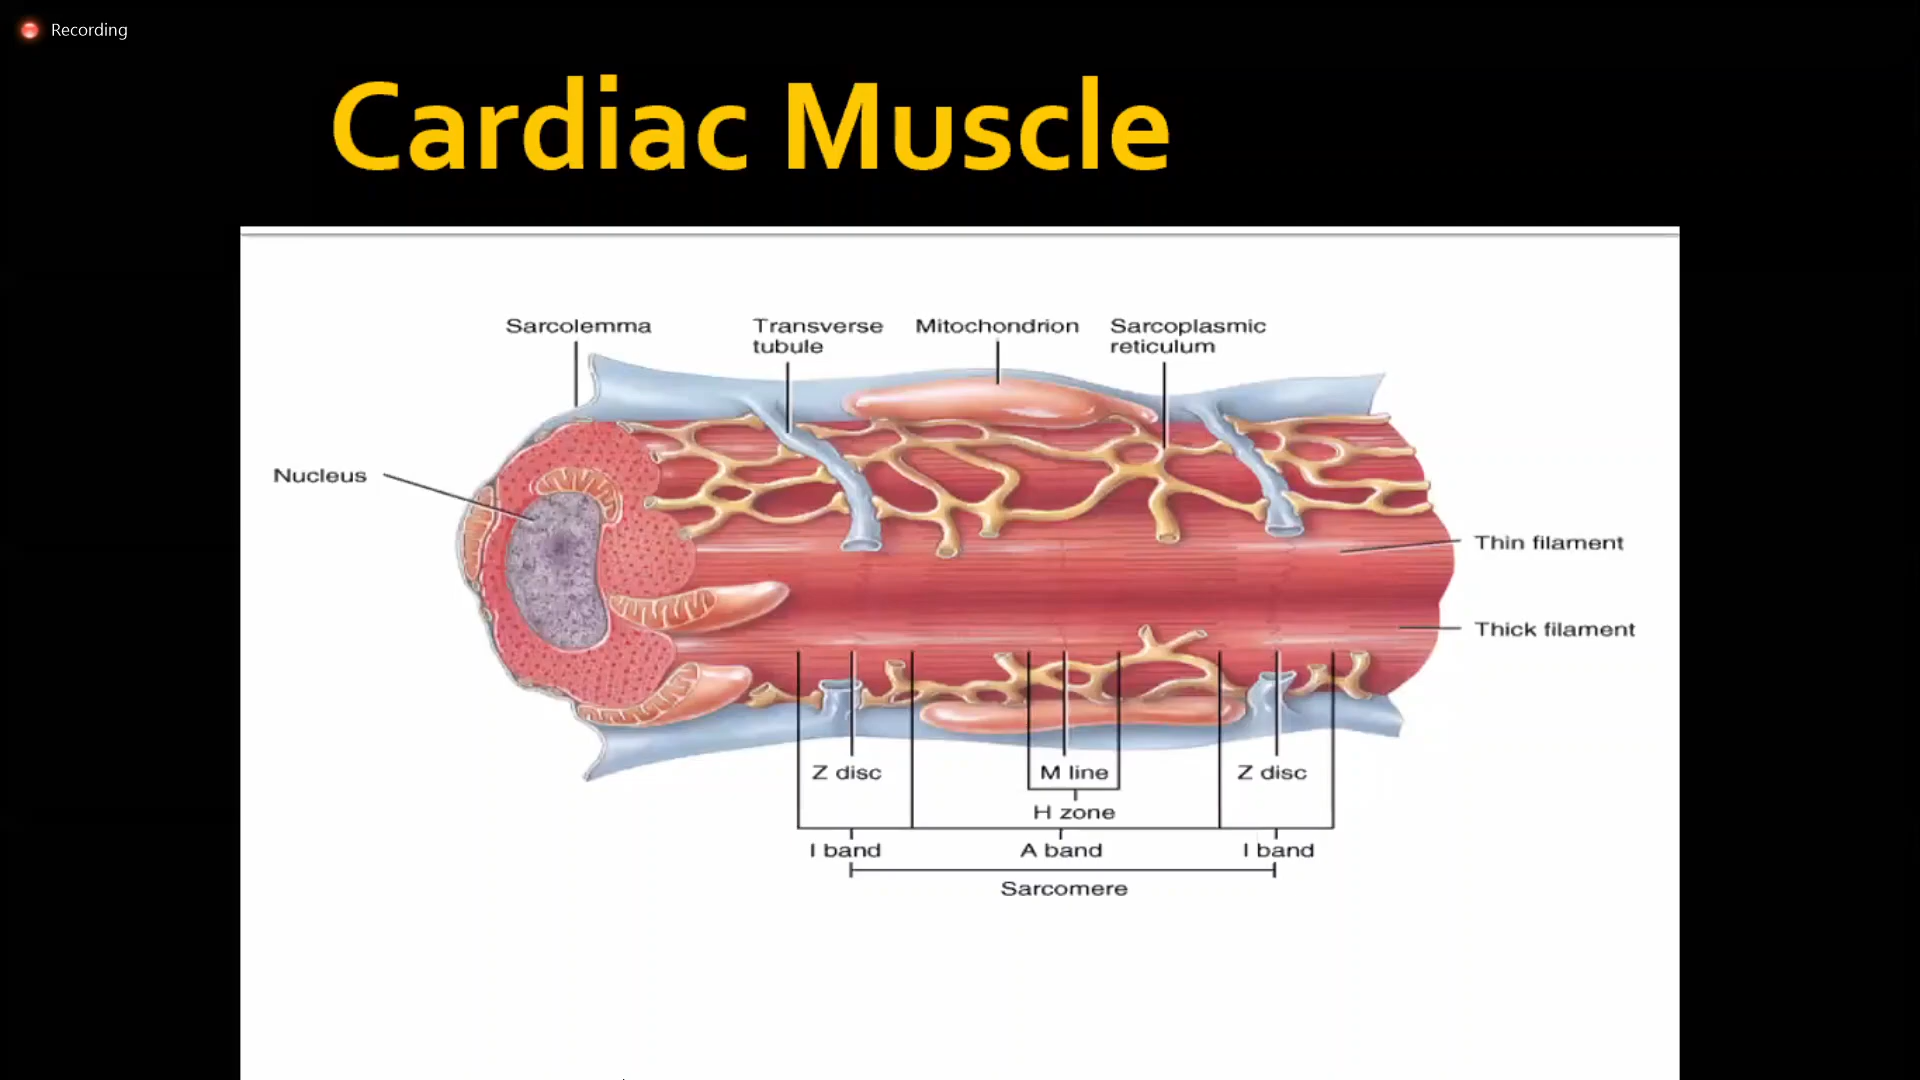 Recording
Cardiac Muscle
Sarcolemma
Transverse
tubule
Mitochondrion
Sarcoplasmic
reticulum
Nucleus
Thin filament
Thick filament
Z disc
M line
Z disc
H zone
I band
A band
I band
Sarcomere